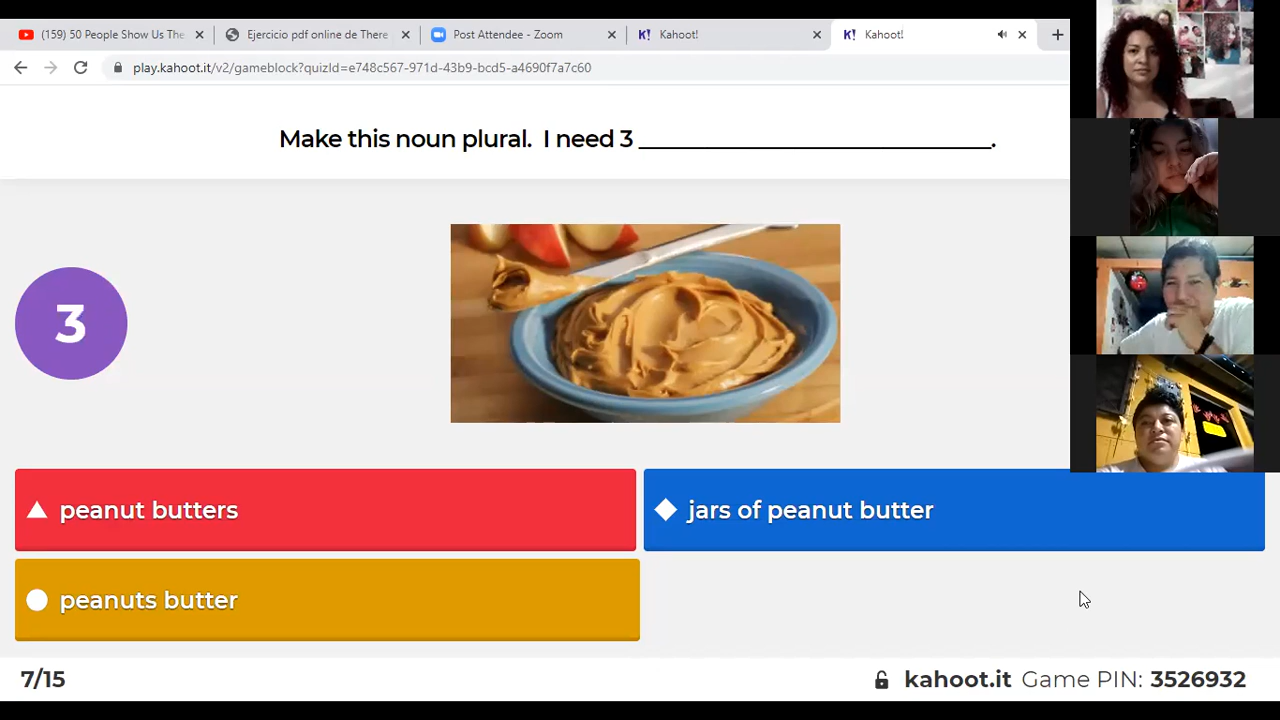 (159) 50 People Show Us The
Ejercicio pdf online de There
Post Attendee - Zoom
K! Kahoot!
K! Kahoot!
play.kahoot.it/v2/gameblock?quizId=e748c567-971d-43b9-bcd5-a4690f7a7c60
Make this noun plural. I need 3 ___________________________.
3
peanut butters
jars of peanut butter
peanuts butter
7/15
kahoot.it Game PIN: 3526932